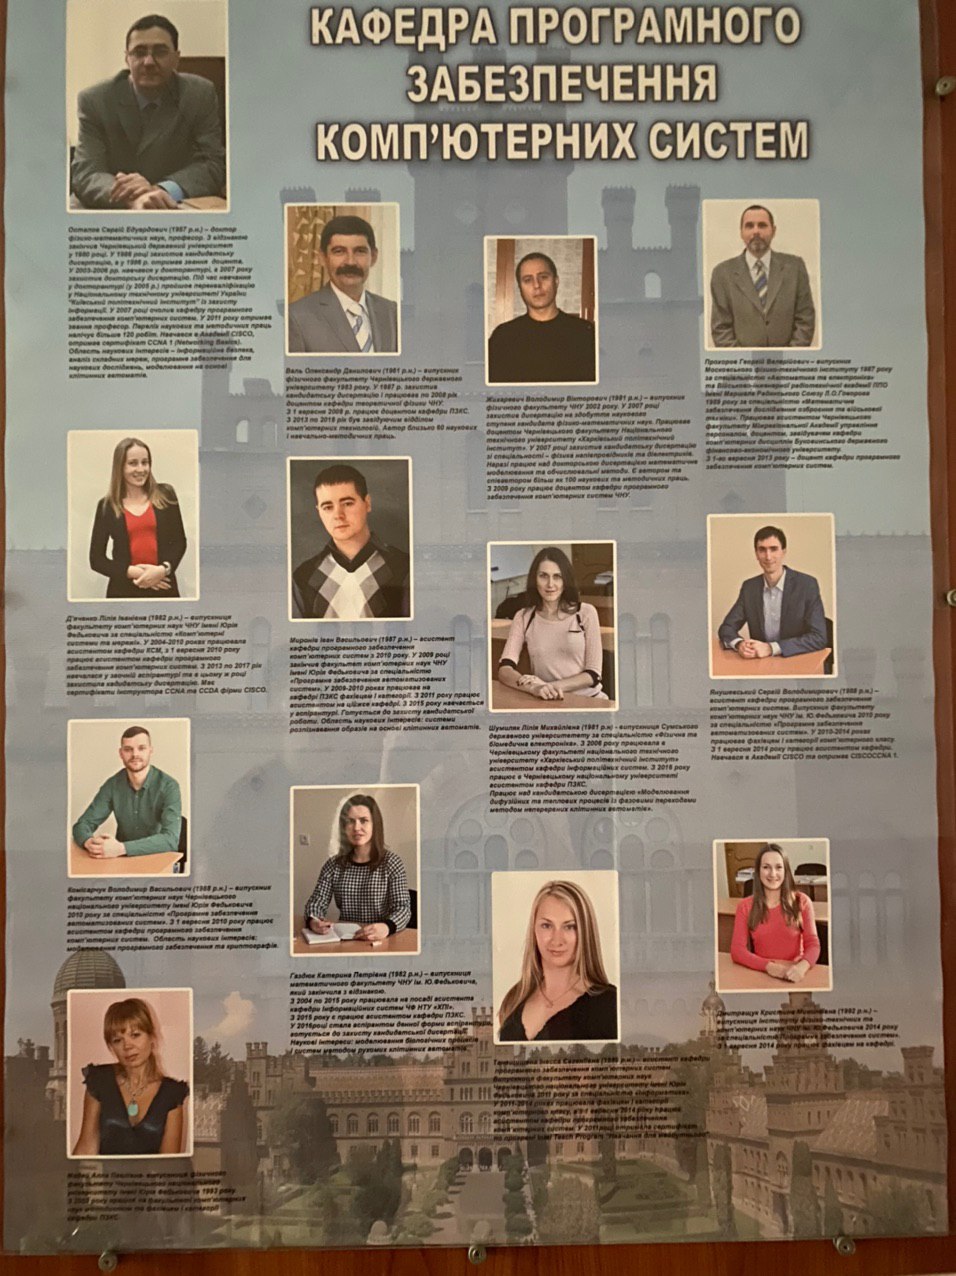 КАФЕДРА ПРОГРАМНОГО
ЗАБЕЗПЕЧЕННЯ
КОМП'ЮТЕРНИХ СИСТЕМ
Остапов Сергій Едуардович (1957 р.н.) – доктор
фізико-математичних наук, професор. З відзнакою
закінчив Чернівецький державний університет
у 1980 році. У 1988 році захистив кандидатську
дисертацію, а у 1996 р. отримав звання доцента.
У 2003-2006 рр. навчався у докторантурі, а 2007 року
захистив докторську дисертацію. Під час навчання
у докторантурі (у 2005 р.) пройшов перекваліфікацію
у Національному технічному університеті України
"Київський політехнічний інститут" із захисту
інформації. У 2007 році очолив кафедру програмного
забезпечення комп'ютерних систем. У 2011 року отримав
звання професор. Перелік наукових та методичних праць
налічує більше 120 робіт. Навчався в Академії CISCO,
отримав сертифікат CCNA 1 (Networking Basics).
Область наукових інтересів – інформаційна безпека,
аналіз складних мереж, програмне забезпечення для
наукових досліджень, моделювання на основі
клітинних автоматів.
Валь Олександр Данилович (1961 р.н.) – випускник
фізичного факультету Чернівецького державного
університету 1983 року. У 1987 р. захистив
кандидатську дисертацію і працював по 2008 рік
доцентом кафедри теоретичної фізики ЧНУ.
З 1 вересня 2009 р. працює доцентом кафедри ПЗКС.
З 2013 по 2016 рік був завідуючим відділом
комп'ютерних технологій. Автор близько 60 наукових
і навчально-методичних праць.
Жихаревич Володимир Вікторович (1981 р.н.) – випускник
фізичного факультету ЧНУ 2002 року. У 2007 році
захистив дисертацію на здобуття наукового
ступеня кандидата фізико-математичних наук. Працював
доцентом Чернівецького факультету Національного
технічного університету «Харківський політехнічний
інститут». У 2007 році захистив кандидатську дисертацію
зі спеціальності – фізика напівпровідників та діелектриків.
Наразі працює над докторською дисертацією математичне
моделювання та обчислювальні методи. Є автором та
співавтором більш як 100 наукових та методичних праць.
З 2009 року працює доцентом кафедри програмного
забезпечення комп'ютерних систем ЧНУ.
Прохоров Георгій Валерійович – випускник
Московського фізико-технічного інституту 1987 року
за спеціальністю «Автоматика та електроніка»
та Військово-інженерної радіотехнічної академії ППО
імені Маршала Радянського Союзу Л.О.Говорова
1989 року за спеціальністю «Математичне
забезпечення дослідження озброєння та військової
техніки». Працював асистентом Чернівецького
факультету Міжрегіональної Академії управління
персоналом, доцентом, завідувачем кафедри
комп'ютерних дисциплін Буковинського державного
фінансово-економічного університету.
З 1-го вересня 2013 року – доцент кафедри програмного
забезпечення комп'ютерних систем.
Д'яченко Лілія Іванівна (1982 р.н.) – випускниця
факультету комп'ютерних наук ЧНУ імені Юрія
Федьковича за спеціальністю «Комп'ютерні
системи та мережі». У 2004-2010 роках працювала
асистентом кафедри КСМ, з 1 вересня 2010 року
працює асистентом кафедри програмного
забезпечення комп'ютерних систем. З 2013 по 2017 рік
навчалася у заочній аспірантурі та в цьому ж році
захистила кандидатську дисертацію. Має
сертифікати інструктора CCNA та CCDA фірми CISCO.
Миронів Іван Васильович (1987 р.н.) – асистент
кафедри програмного забезпечення
комп'ютерних систем з 2010 року. У 2009 році
закінчив факультет комп'ютерних наук ЧНУ
імені Юрія Федьковича за спеціальністю
«Програмне забезпечення автоматизованих
систем». У 2009-2010 роках працював на
кафедрі ПЗКС фахівцем I категорії. З 2011 року працює
асистентом на цій же кафедрі. З 2015 року навчається
у аспірантурі. Готується до захисту кандидатської
роботи. Область наукових інтересів: системи
розпізнавання образів на основі клітинних автоматів.
Шумиляк Лілія Михайлівна (1981 р.н.) – випускниця Сумського
державного університету за спеціальністю «Фізична та
біомедична електроніка». З 2006 року працювала в
Чернівецькому факультеті національного технічного
університету «Харківський політехнічний інститут»
асистентом кафедри інформаційних систем. З 2015 року
працює в Чернівецькому національному університеті
асистентом кафедри ПЗКС.
Працює над кандидатською дисертацією «Моделювання
дифузійних та теплових процесів із фазовими переходами
методом неперервних клітинних автоматів».
Янушевський Сергій Володимирович (1988 р.н.) –
асистент кафедри програмного забезпечення
комп'ютерних систем. Випускник факультету
комп'ютерних наук ЧНУ ім. Ю.Федьковича 2010 року
за спеціальністю «Програмне забезпечення
автоматизованих систем». У 2010-2014 роках
працював фахівцем I категорії комп'ютерного класу.
З 1 вересня 2014 року працює асистентом кафедри.
Навчався в Академії CISCO та отримав CISCOCCNA 1.
Комісарчук Володимир Васильович (1988 р.н.) – випускник
факультету комп'ютерних наук Чернівецького
національного університету імені Юрія Федьковича
2010 року за спеціальністю «Програмне забезпечення
автоматизованих систем». З 1 вересня 2010 року працює
асистентом кафедри програмного забезпечення
комп'ютерних систем. Область наукових інтересів:
моделювання програмного забезпечення та криптографія.
Газдюк Катерина Петрівна (1982 р.н.) – випускниця
математичного факультету ЧНУ ім. Ю.Федьковича,
який закінчила з відзнакою.
З 2004 по 2015 року працювала на посаді асистента
кафедри інформаційних систем ЧФ НТУ «ХПІ».
З 2015 року є працює асистентом кафедри ПЗКС.
У 2016році стала аспірантом денної форми аспірантури,
готується до захисту кандидатської дисертації.
Наукові інтереси: моделювання біологічних процесів
і систем методом рухомих клітинних автоматів.
Інесса Євгенівна (1989 р.н.) – асистент кафедри
програмного забезпечення комп'ютерних систем.
Випускниця факультету комп'ютерних наук
Чернівецького національного університету імені Юрія
Федьковича 2011 року за спеціальністю «Інформатика».
У 2011-2014 роках працювала фахівцем I категорії
комп'ютерного класу, а з 1 вересня 2014 року працює
асистентом кафедри програмного забезпечення
комп'ютерних систем. У 2011році отримала сертифікат
по програмі Intel Teach Program "Навчання для майбутнього"
Дмитрищук Христина Миколаївна (1992 р.н.) –
випускниця інституту фізико-технічних та
комп'ютерних наук ЧНУ ім. Ю.Федьковича 2014 року
за спеціальністю «Програмне забезпечення систем».
З 1 вересня 2014 року працює фахівцем на кафедрі.
Алла Павлівна випускниця фізичного
факультету Чернівецького національного
університету імені Юрія Федьковича 1993 року.
З 2003 року працює на факультеті комп'ютерних
наук методистом та фахівцем I категорії
кафедри ПЗКС.